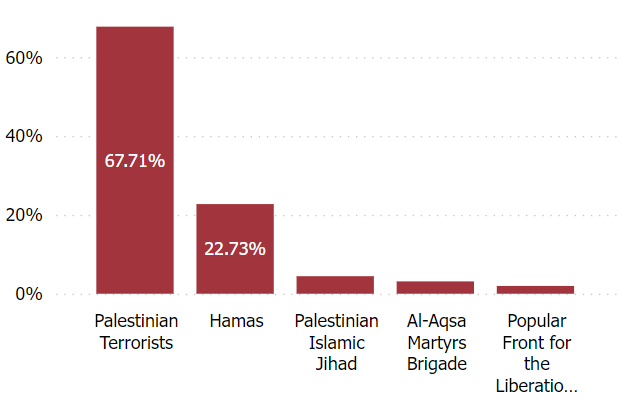 60%
40%
20%
0%
67.71%
22.73%
Palestinian
Terrorists
Hamas
Palestinian
Islamic
Jihad
Al-Aqsa
Martyrs
Brigade
Popular
Front for
the
Liberatio...